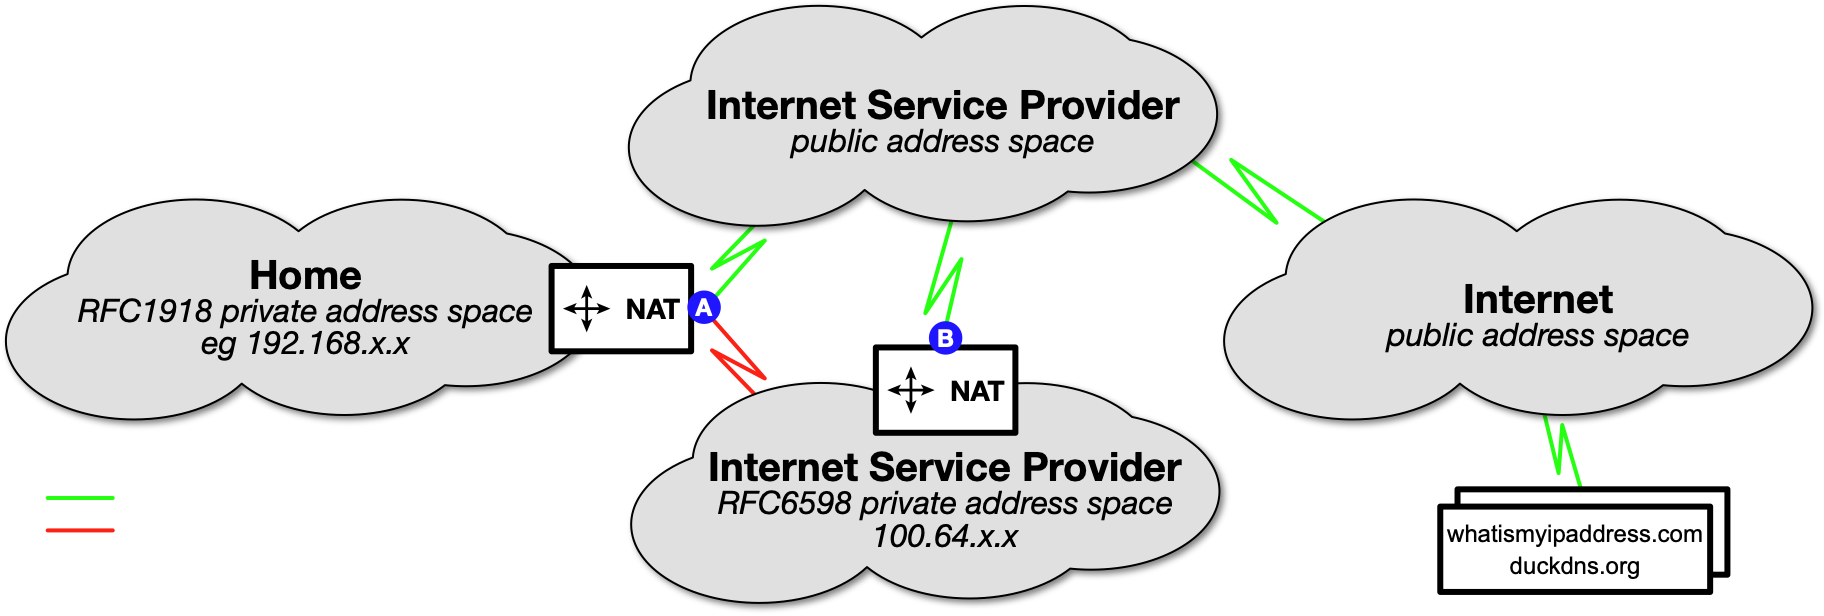 Internet Service Provider
public address space
Home
RFC1918 private address space
eg 192.168.x.x
NAT
A
B
NAT
Internet
public address space
Internet Service Provider
RFC6598 private address space
100.64.x.x
whatismyipaddress.com
duckdns.org